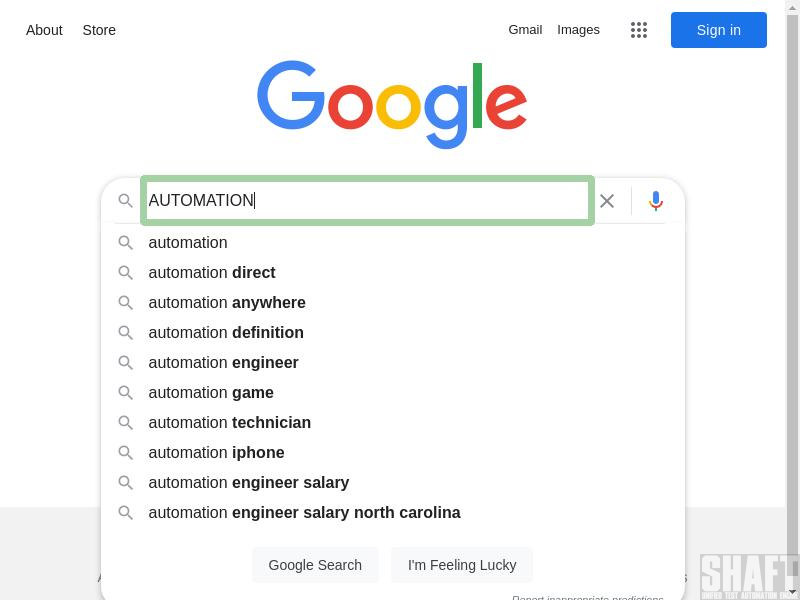 About Store Gmail Images Sign in
Google
AUTOMATION
automation
automation direct
automation anywhere
automation definition
automation engineer
automation game
automation technician
automation iphone
automation engineer salary
automation engineer salary north carolina
Google Search I'm Feeling Lucky
Report inappropriate predictions
SHAFT